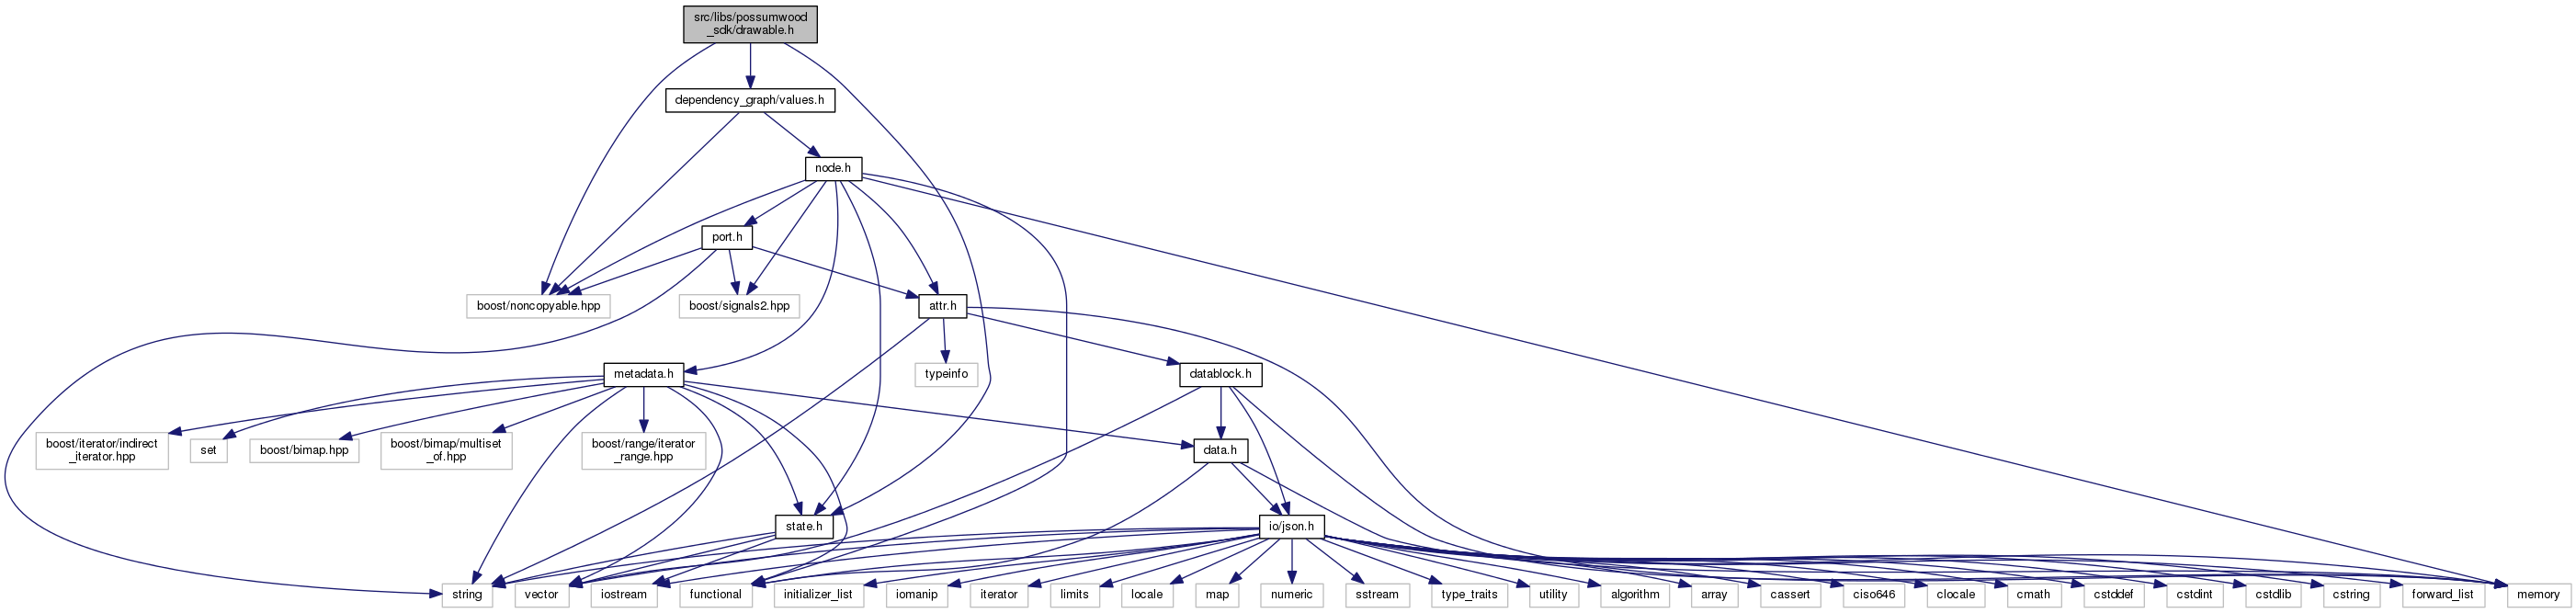 src/libs/possumwood
_sdk/drawable.h
dependency_graph/values.h
node.h
port.h
boost/noncopyable.hpp
boost/signals2.hpp
attr.h
metadata.h
typeinfo
datablock.h
boost/iterator/indirect
_iterator.hpp
set
boost/bimap.hpp
boost/bimap/multiset
_of.hpp
boost/range/iterator
_range.hpp
data.h
state.h
io/json.h
string
vector
iostream
functional
initializer_list
iomanip
iterator
limits
locale
map
numeric
sstream
type_traits
utility
algorithm
array
cassert
ciso646
clocale
cmath
cstddef
cstdint
cstdlib
cstring
forward_list
memory